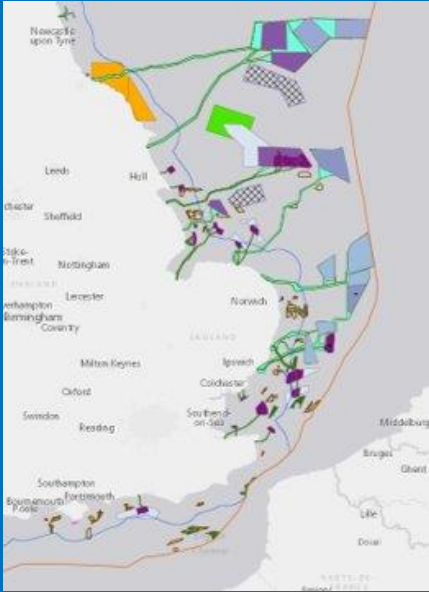 Newcastle
upon Tyne
Leeds
Hull
Sheffield
Nottingham
Leicester
Norwich
Birmingham
Coventry
ENGLAND
Milton Keynes
Ipswich
Colchester
Oxford
Swindon
Reading
Southend-
on-Sea
Middelburg
Bruges
Ghent
Southampton
Bournemouth
Portsmouth
Poole
Lille
Douai